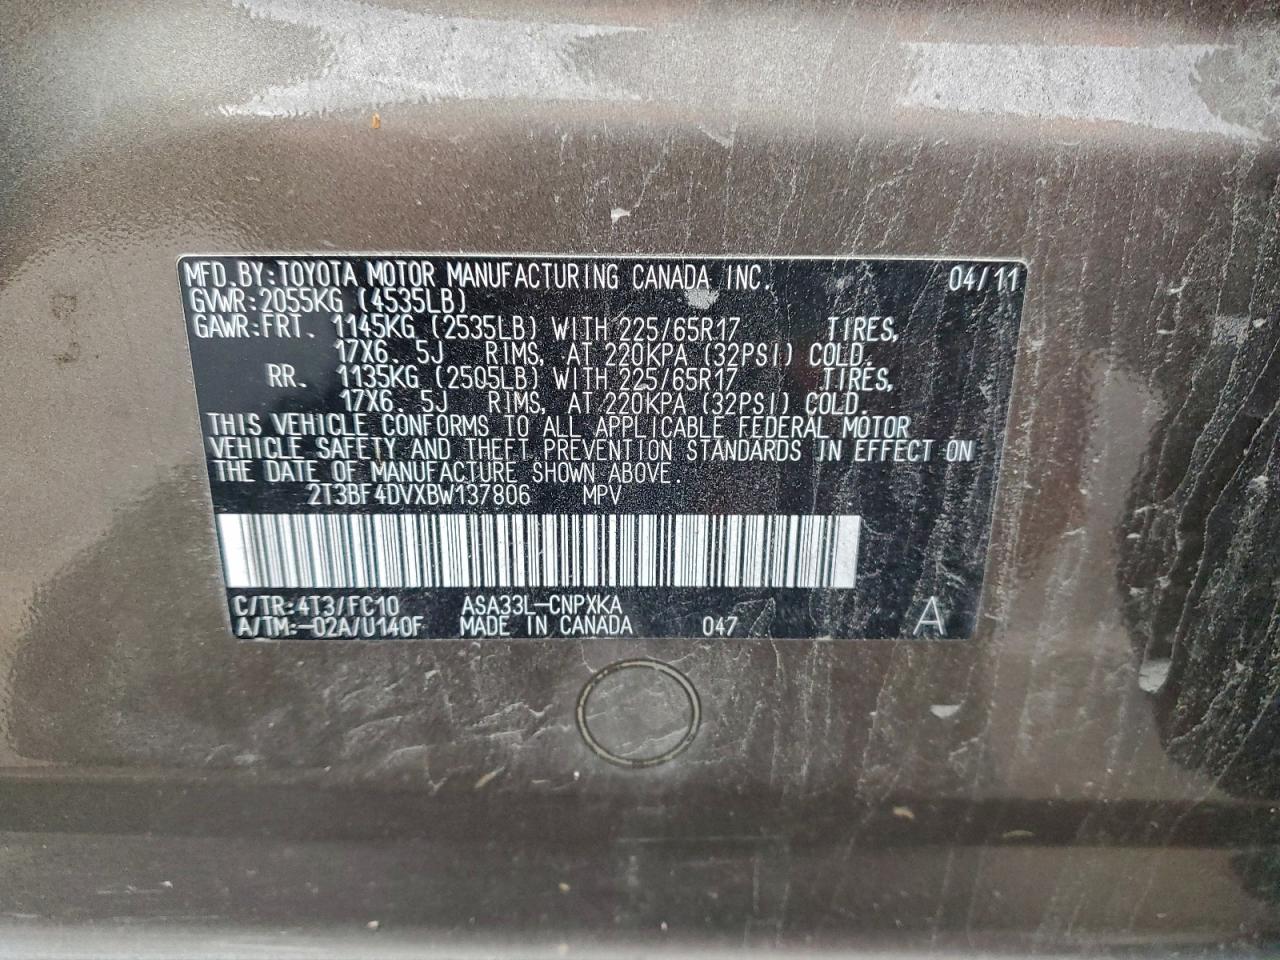 MFD.BY:TOYOTA MOTOR MANUFACTURING CANADA INC. 04/11
GVWR:2055KG (4535LB)
GAWR:FRT. 1145KG (2535LB) WITH 225/65R17 TIRES,
17X6.5J RIMS, AT 220KPA (32PSI) COLD.
RR. 1135KG (2505LB) WITH 225/65R17 TIRES,
17X6.5J RIMS, AT 220KPA (32PSI) COLD.
THIS VEHICLE CONFORMS TO ALL APPLICABLE FEDERAL MOTOR
VEHICLE SAFETY AND THEFT PREVENTION STANDARDS IN EFFECT ON
THE DATE OF MANUFACTURE SHOWN ABOVE.
2T3BF4DVXBW137806 MPV
C/TR:4T3/FC10 ASA33L-CNPXKA
A/TM:-02A/U140F MADE IN CANADA 047 A